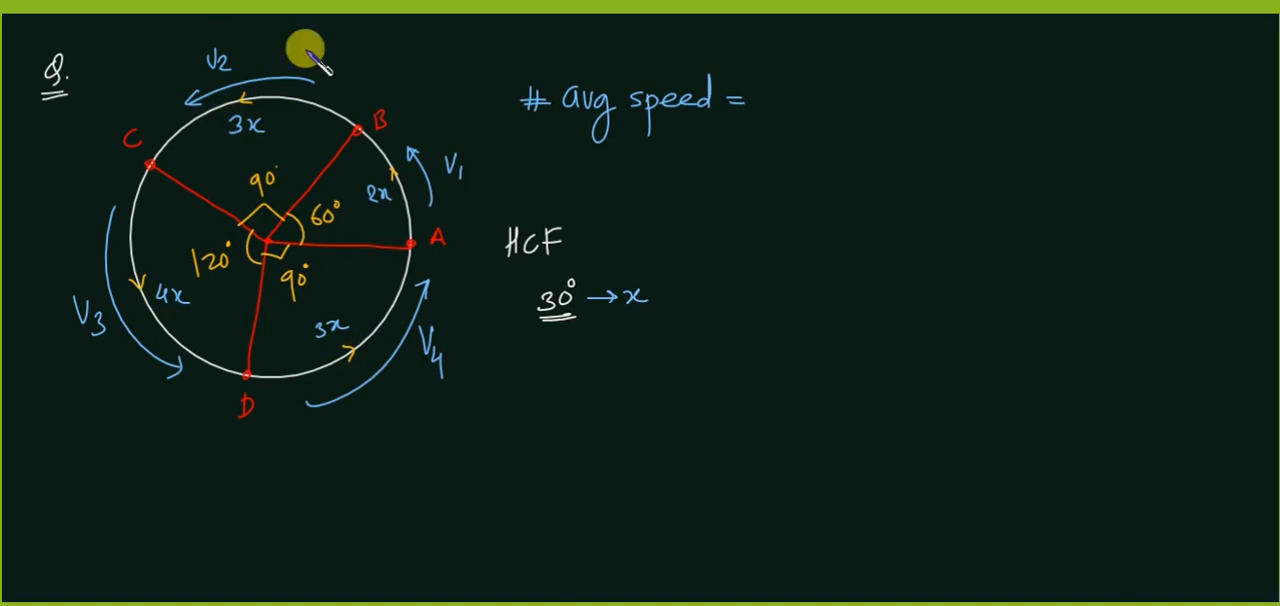 Q.
V2
# avg speed =
3x
B
C
V1
90°
2x
60°
A
HCF
120°
90°
30° → x
4x
V3
3x
V4
D